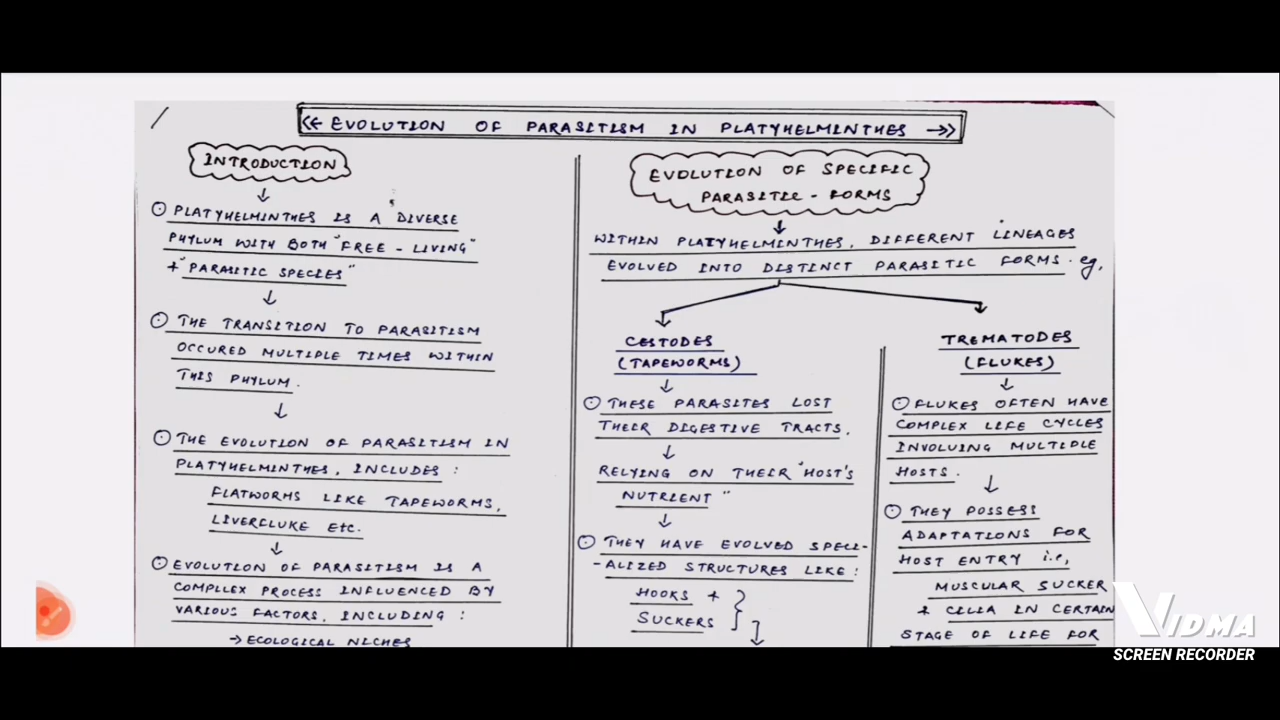 <<← EVOLUTION OF PARASITISM IN PLATYHELMINTHES →>>
INTRODUCTION
PLATYHELMINTHES IS A DIVERSE
PHYLUM WITH BOTH "FREE - LIVING"
+ "PARASITIC SPECIES"
THE TRANSITION TO PARASITISM
OCCURED MULTIPLE TIMES WITHIN
THIS PHYLUM.
THE EVOLUTION OF PARASITISM IN
PLATYHELMINTHES, INCLUDES :
FLATWORMS LIKE TAPEWORMS,
LIVERFLUKE ETC.
EVOLUTION OF PARASITISM IS A
COMPLLEX PROCESS INFLUENCED BY
VARIOUS FACTORS, INCLUDING :
→ ECOLOGICAL NICHES
EVOLUTION OF SPECIFIC
PARASITIC - FORMS
WITHIN PLATYHELMINTHES, DIFFERENT LINEAGES
EVOLVED INTO DISTINCT PARASITIC FORMS. eg,
CESTODES
(TAPEWORMS)
THESE PARASITES LOST
THEIR DIGESTIVE TRACTS,
RELYING ON THEIR "HOST'S
NUTRIENT"
THEY HAVE EVOLVED SPECI-
-ALIZED STRUCTURES LIKE :
HOOKS +
SUCKERS
TREMATODES
(FLUKES)
FLUKES OFTEN HAVE
COMPLEX LIFE CYCLES
INVOLVING MULTIPLE
HOSTS.
THEY POSSESS
ADAPTATIONS FOR
HOST ENTRY i.e,
MUSCULAR SUCKER
+ CILIA IN CERTAIN
STAGE OF LIFE FOR
VIDMA
SCREEN RECORDER